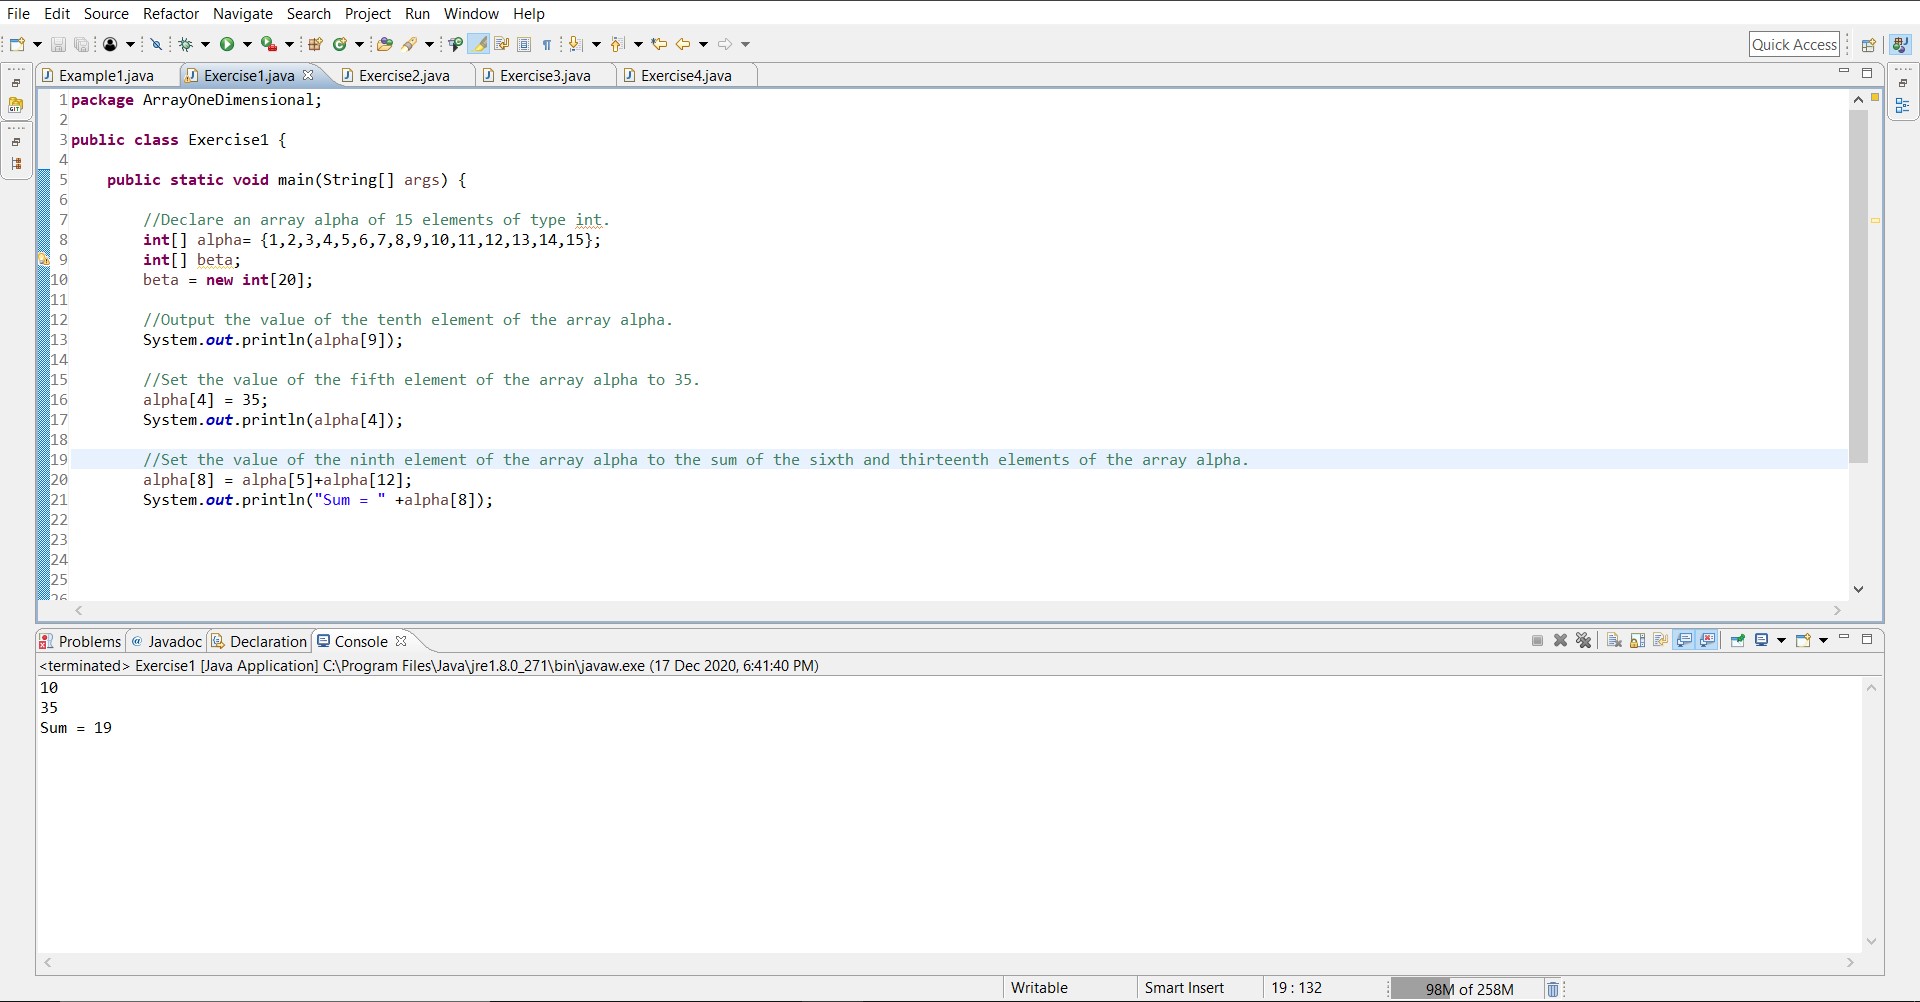 File Edit Source Refactor Navigate Search Project Run Window Help
Quick Access
Example1.java Exercise1.java Exercise2.java Exercise3.java Exercise4.java
1 package ArrayOneDimensional;
2
3 public class Exercise1 {
4
5 public static void main(String[] args) {
6
7 //Declare an array alpha of 15 elements of type int.
8 int[] alpha= {1,2,3,4,5,6,7,8,9,10,11,12,13,14,15};
9 int[] beta;
10 beta = new int[20];
11
12 //Output the value of the tenth element of the array alpha.
13 System.out.println(alpha[9]);
14
15 //Set the value of the fifth element of the array alpha to 35.
16 alpha[4] = 35;
17 System.out.println(alpha[4]);
18
19 //Set the value of the ninth element of the array alpha to the sum of the sixth and thirteenth elements of the array alpha.
20 alpha[8] = alpha[5]+alpha[12];
21 System.out.println("Sum = " +alpha[8]);
22
23
24
25
26
Problems @ Javadoc Declaration Console
<terminated> Exercise1 [Java Application] C:\Program Files\Java\jre1.8.0_271\bin\javaw.exe (17 Dec 2020, 6:41:40 PM)
10
35
Sum = 19
Writable Smart Insert 19 : 132 98M of 258M